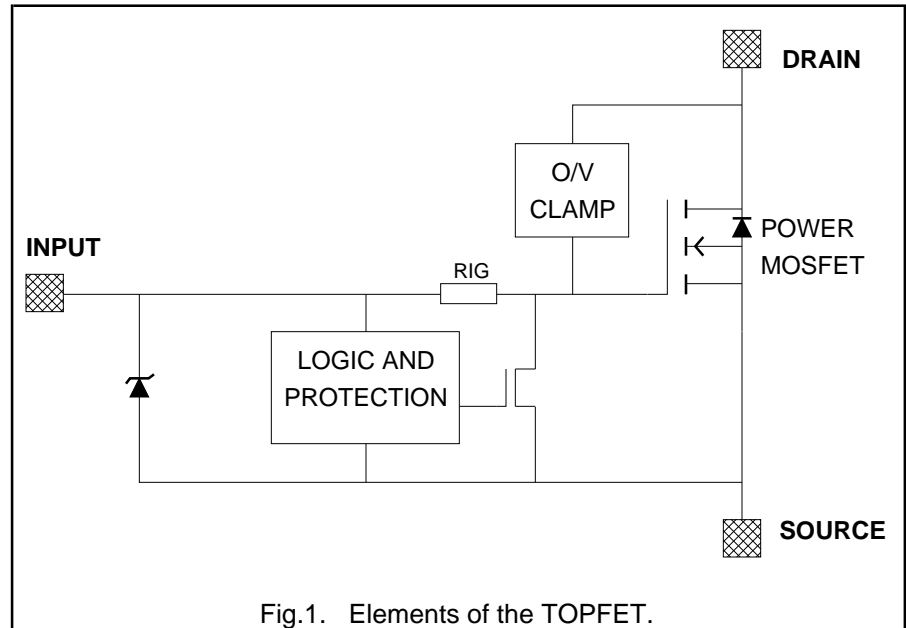 DRAIN
O/V
CLAMP
POWER
MOSFET
INPUT
RIG
LOGIC AND
PROTECTION
SOURCE
Fig.1. Elements of the TOPFET.